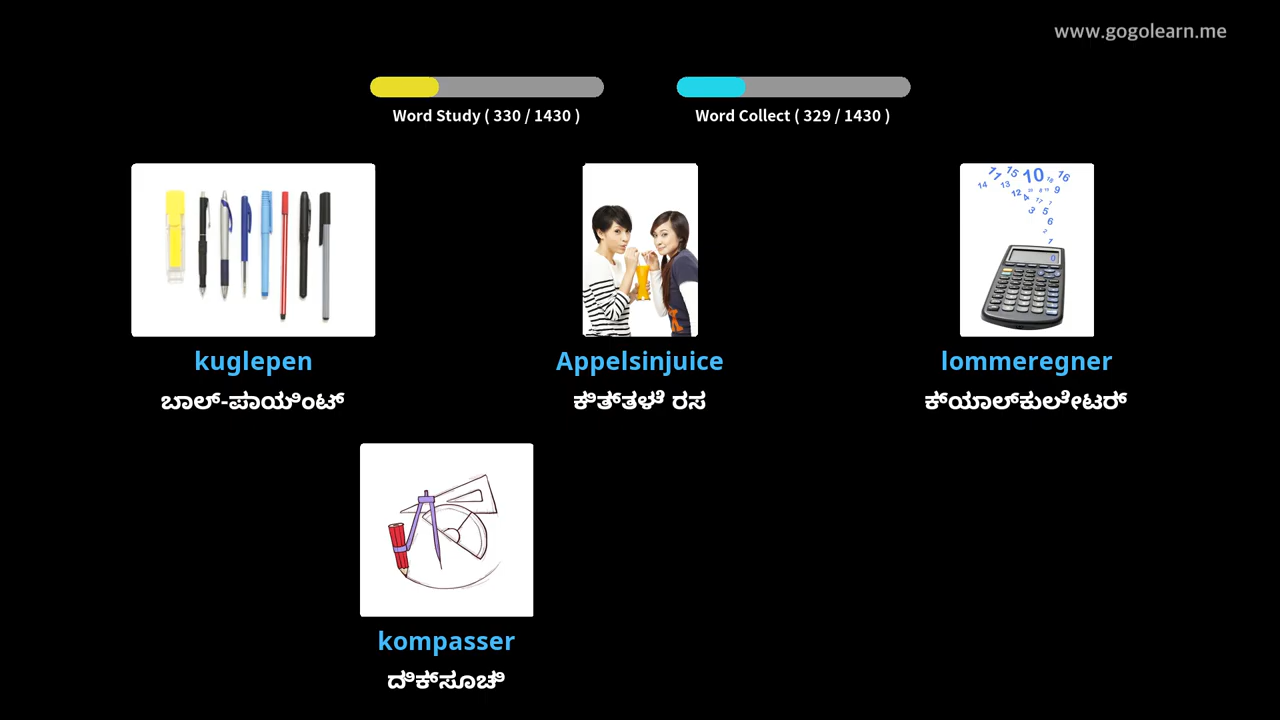 www.gogolearn.me
Word Study ( 330 / 1430 )
Word Collect ( 329 / 1430 )
kuglepen
ಬಾಲ್-ಪಾಯಿಂಟ್
Appelsinjuice
ಕಿತ್ತಳೆ ರಸ
lommeregner
ಕ್ಯಾಲ್ಕುಲೇಟರ್
kompasser
ದಿಕ್ಸೂಚಿ